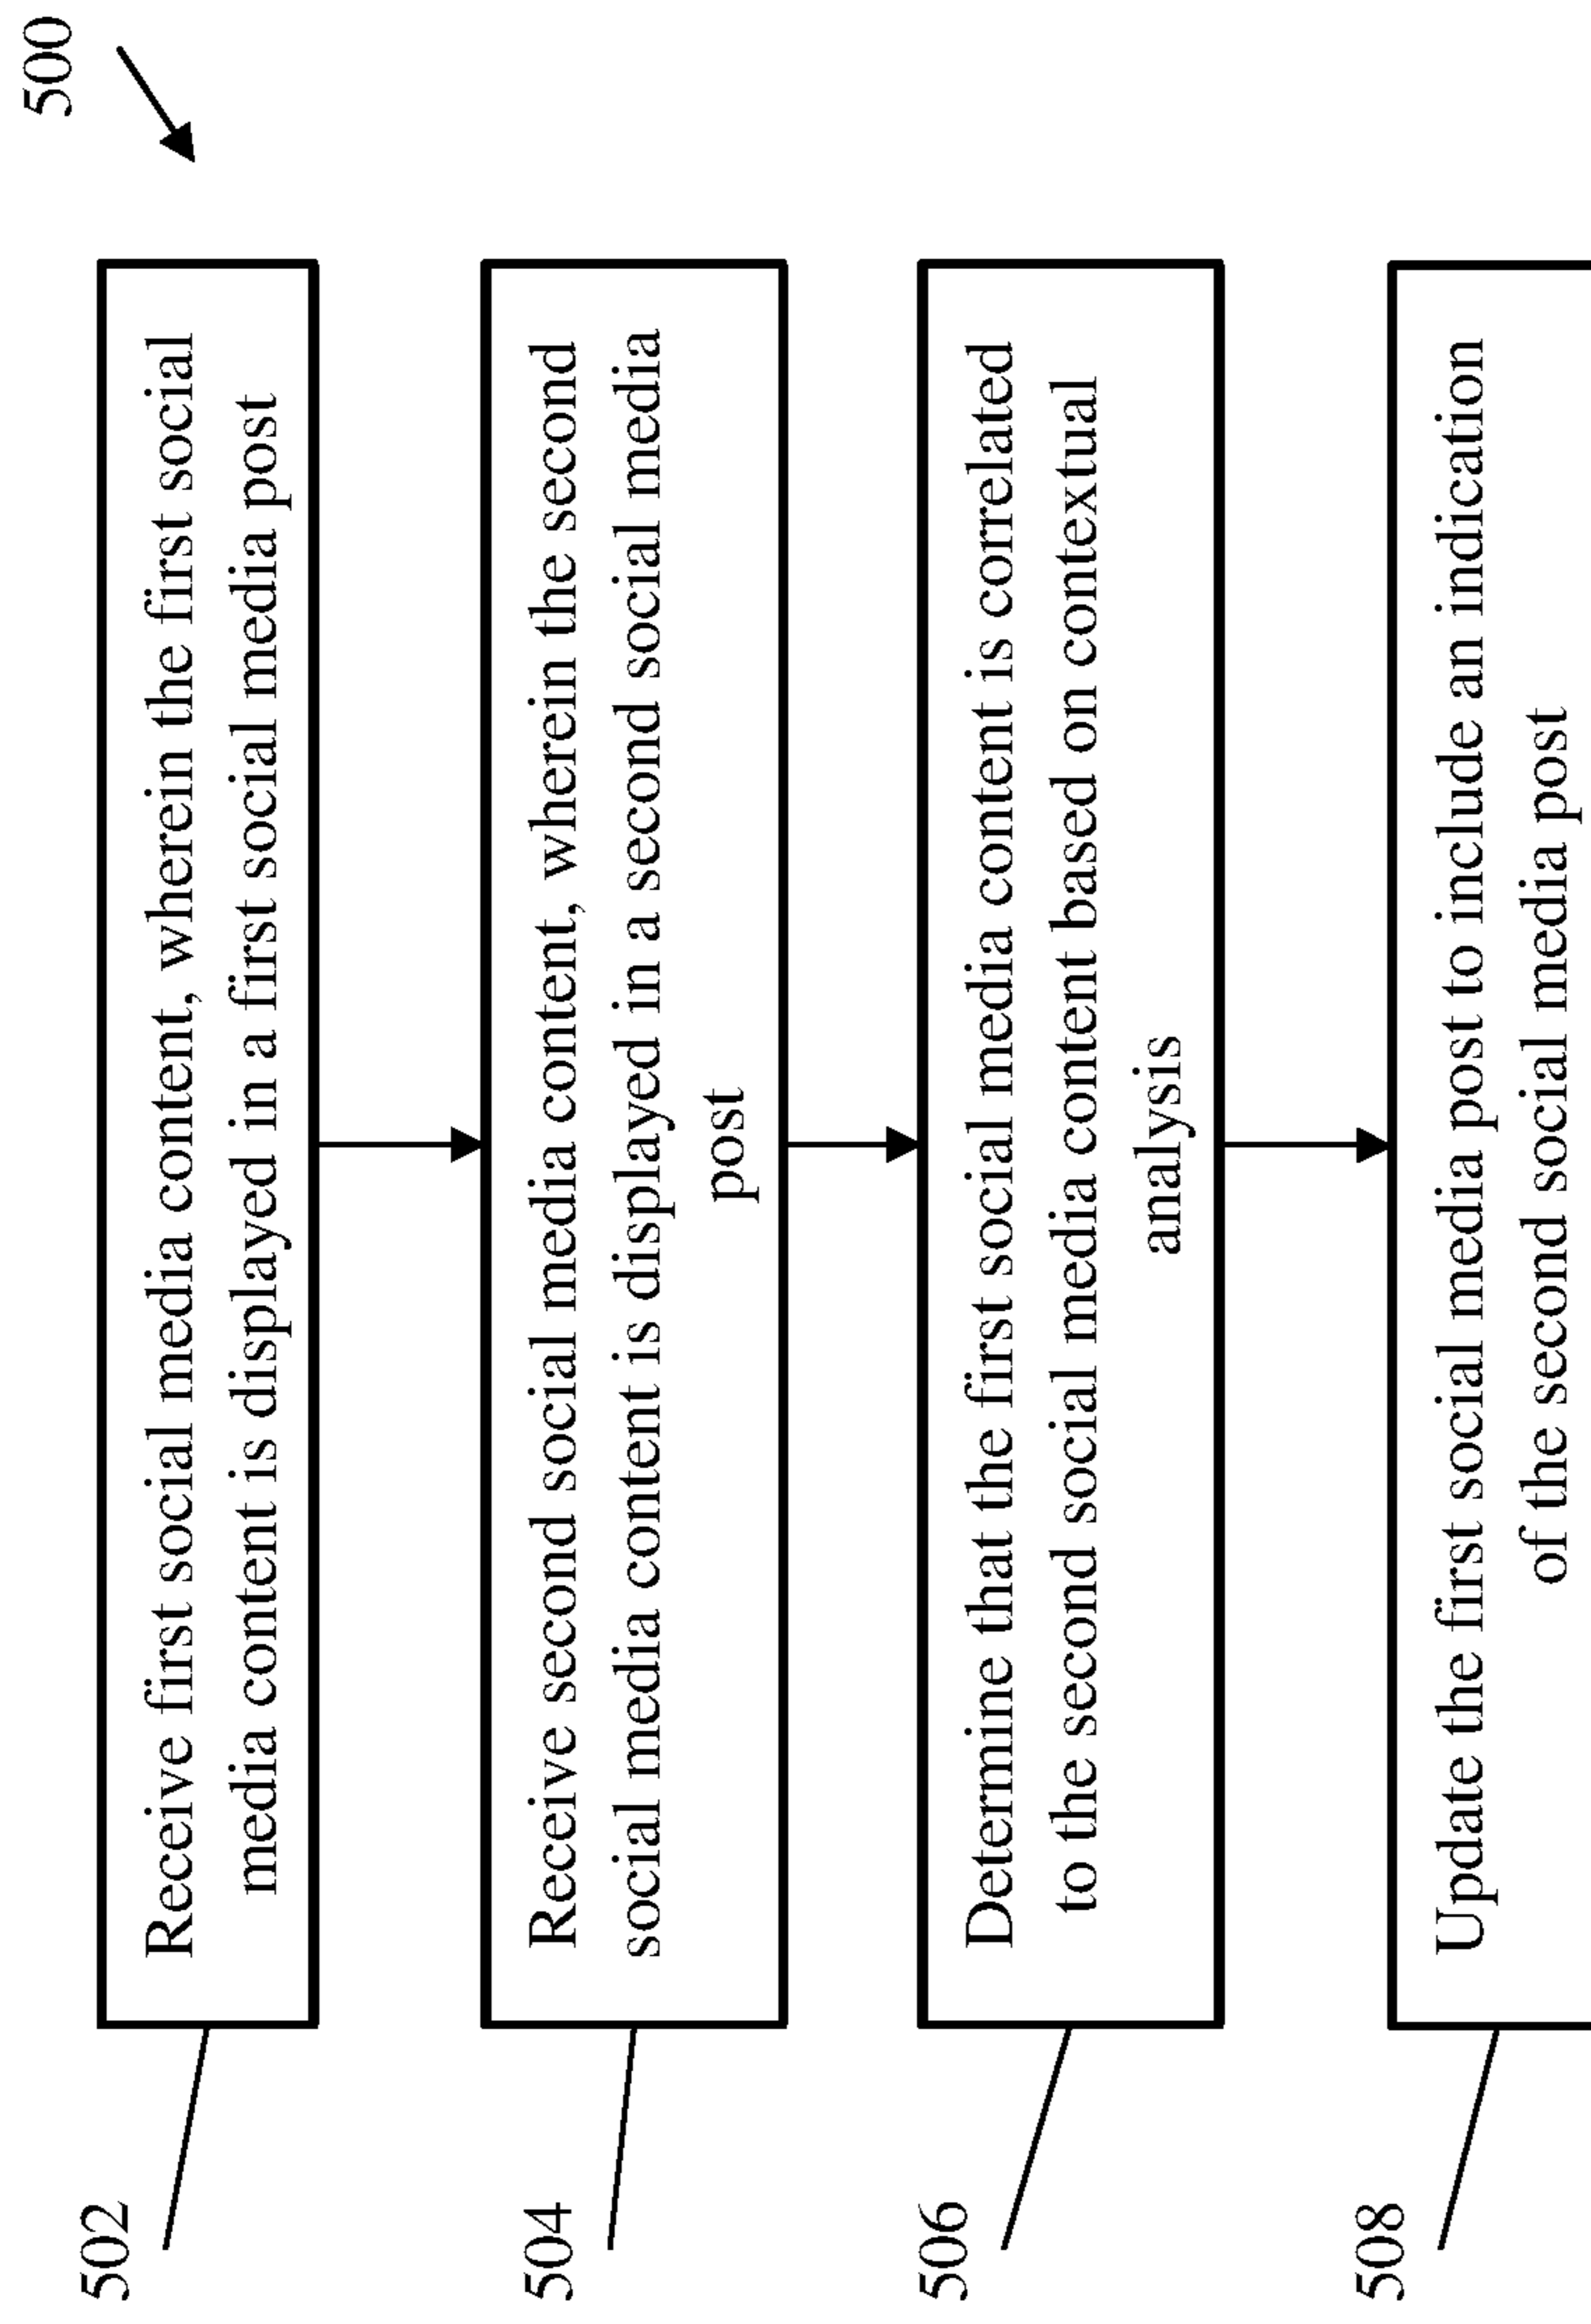 500
502
Receive first social media content, wherein the first social
media content is displayed in a first social media post
504
Receive second social media content, wherein the second
social media content is displayed in a second social media
post
506
Determine that the first social media content is correlated
to the second social media content based on contextual
analysis
508
Update the first social media post to include an indication
of the second social media post